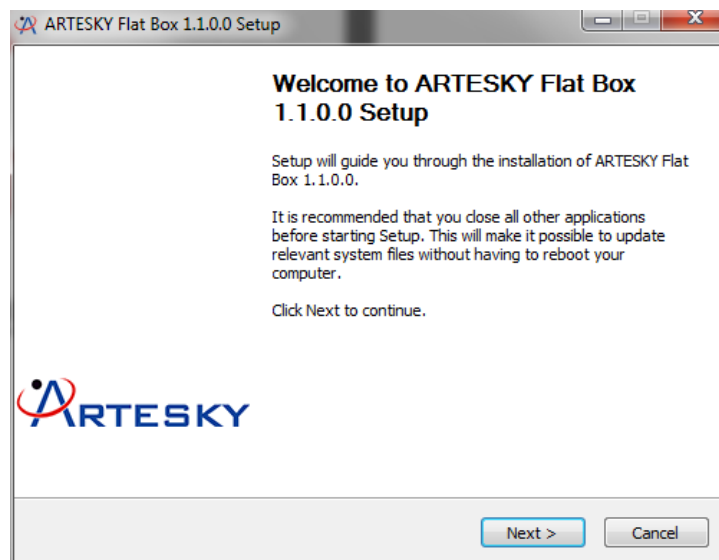 ARTESKY Flat Box 1.1.0.0 Setup
Welcome to ARTESKY Flat Box
1.1.0.0 Setup
Setup will guide you through the installation of ARTESKY Flat
Box 1.1.0.0.
It is recommended that you close all other applications
before starting Setup. This will make it possible to update
relevant system files without having to reboot your
computer.
Click Next to continue.
ARTESKY
Next >
Cancel